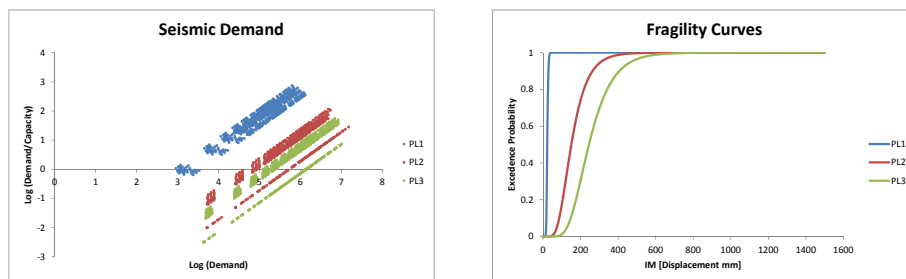 Seismic Demand
4
3
2
1
0
-1
-2
-3
0 1 2 3 4 5 6 7 8
Log (Demand/Capacity)
Log (Demand)
PL1
PL2
PL3
Fragility Curves
1
0.8
0.6
0.4
0.2
0
0 200 400 600 800 1000 1200 1400 1600
Excedence Probability
IM [Displacement mm]
PL1
PL2
PL3